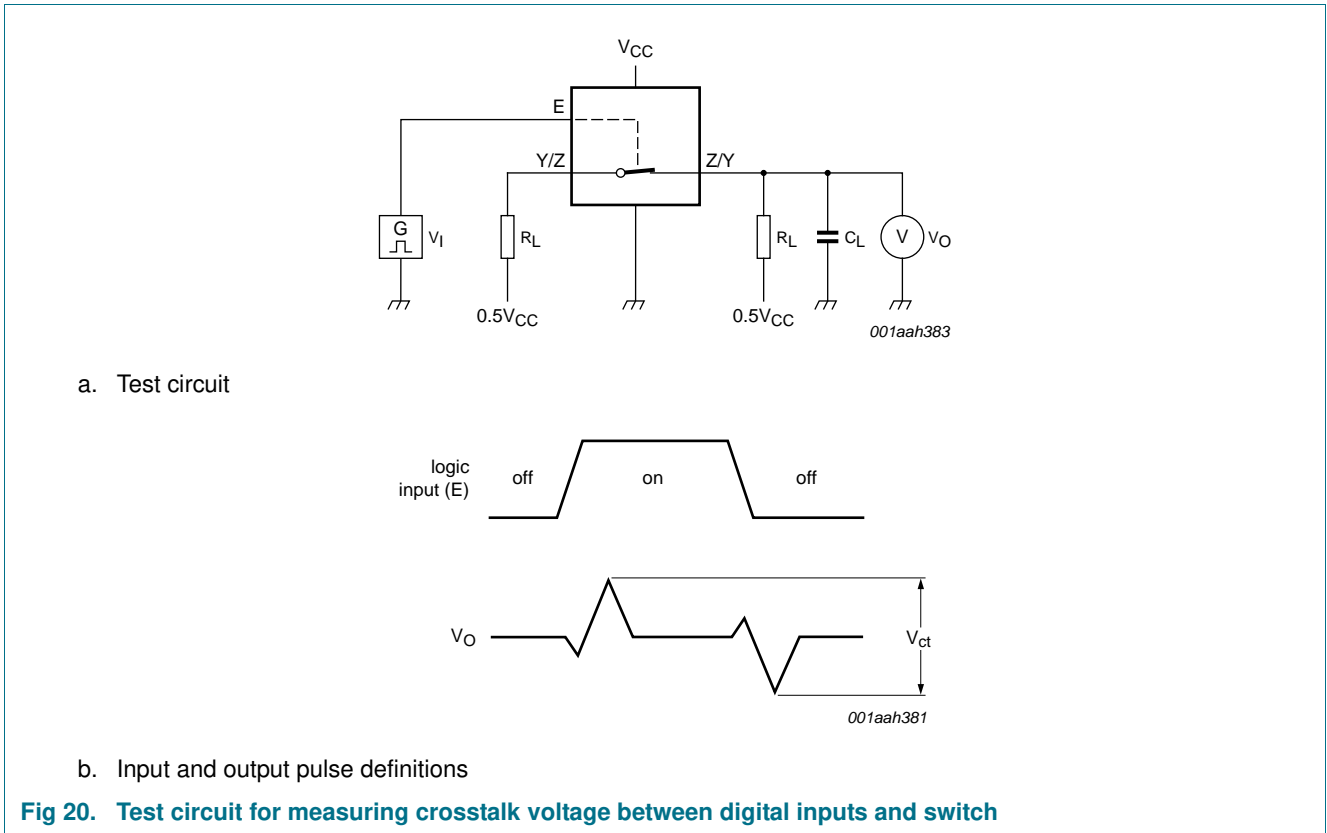 VCC
E
Y/Z
Z/Y
G
VI
RL
RL
CL
V
VO
0.5VCC
0.5VCC
001aah383
a. Test circuit
logic
input (E)
off
on
off
VO
Vct
001aah381
b. Input and output pulse definitions
Fig 20. Test circuit for measuring crosstalk voltage between digital inputs and switch